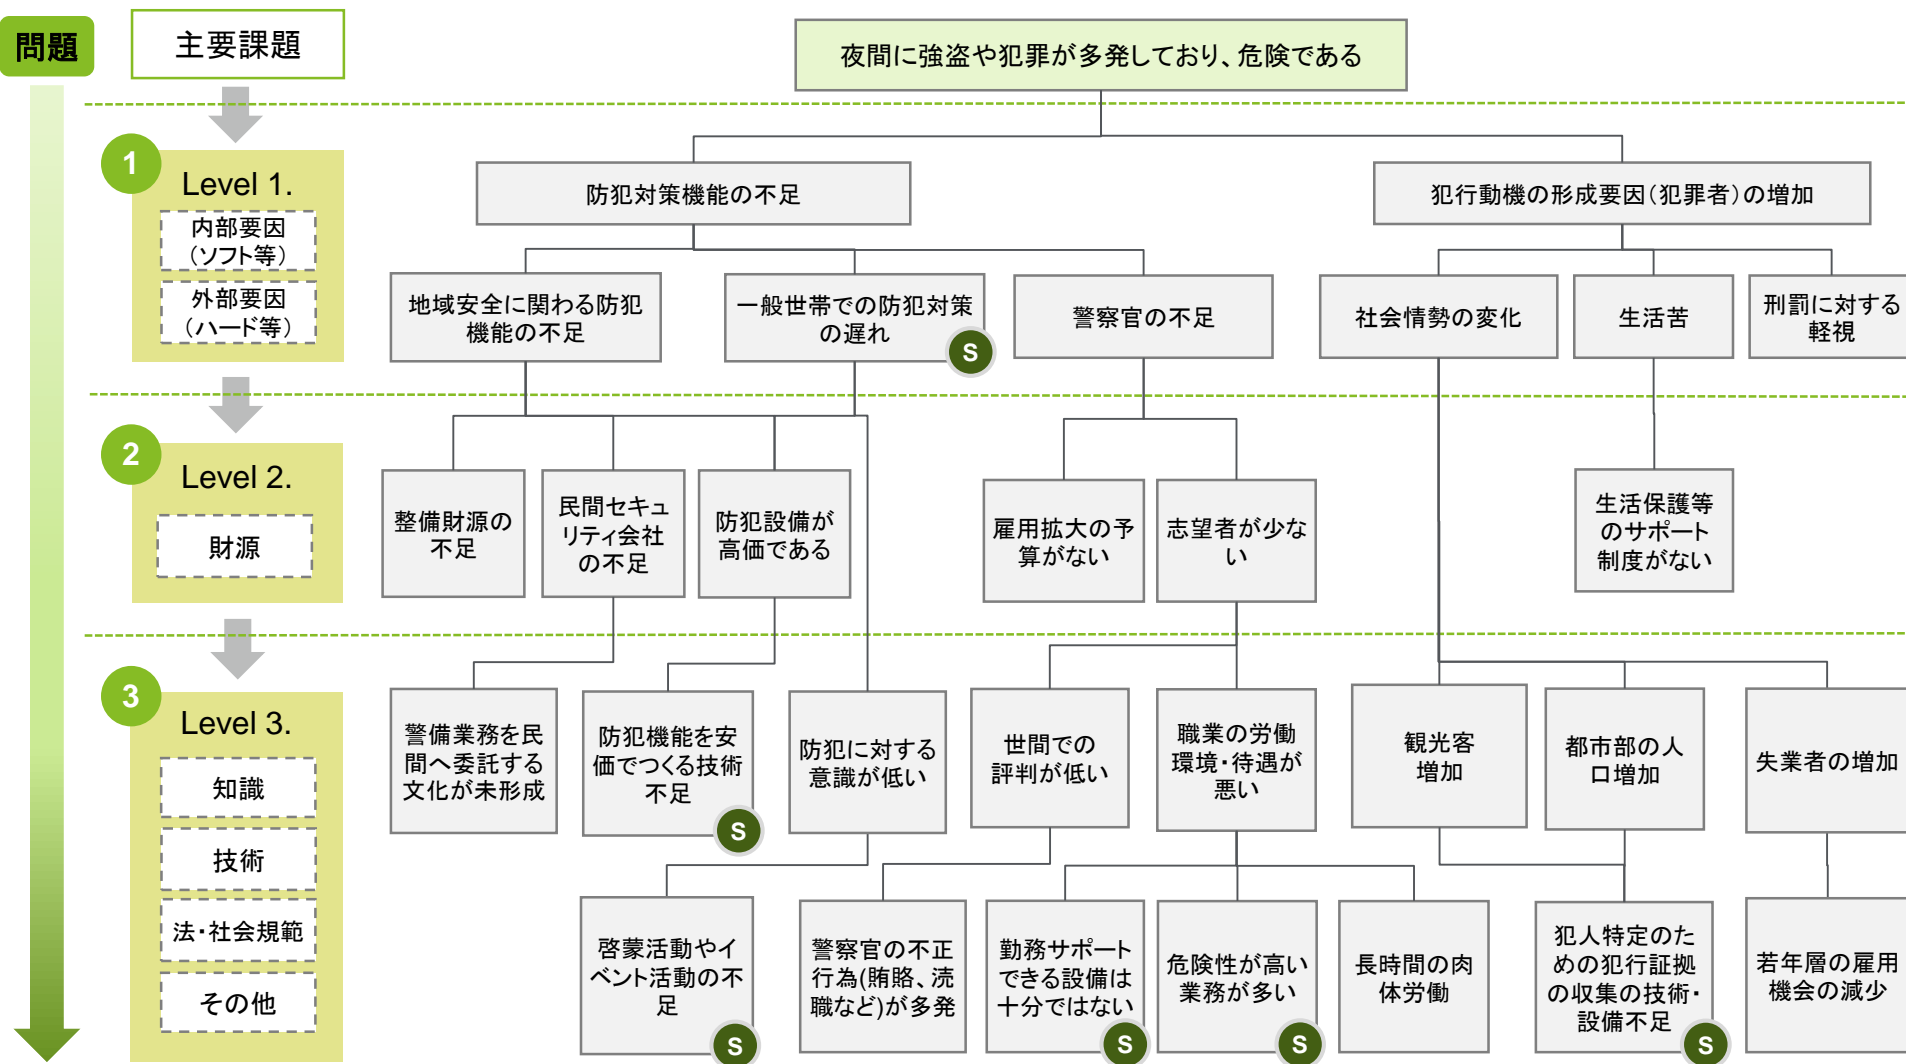 問題
主要課題
夜間に強盗や犯罪が多発しており、危険である
1
Level 1.
内部要因
(ソフト等)
外部要因
(ハード等)
防犯対策機能の不足
犯行動機の形成要因(犯罪者)の増加
地域安全に関わる防犯
機能の不足
一般世帯での防犯対策
の遅れ
S
警察官の不足
社会情勢の変化
生活苦
刑罰に対する
軽視
2
Level 2.
財源
整備財源の
不足
民間セキュ
リティ会社
の不足
防犯設備が
高価である
雇用拡大の予
算がない
志望者が少な
い
生活保護等
のサポート
制度がない
3
Level 3.
知識
技術
法・社会規範
その他
警備業務を民
間へ委託する
文化が未形成
防犯機能を安
価でつくる技術
不足
S
防犯に対する
意識が低い
世間での
評判が低い
職業の労働
環境・待遇が
悪い
観光客
増加
都市部の人
口増加
失業者の増加
啓蒙活動やイ
ベント活動の不
足
S
警察官の不正
行為(賄賂、涜
職など)が多発
勤務サポート
できる設備は
十分ではない
S
危険性が高い
業務が多い
S
長時間の肉
体労働
犯人特定のた
めの犯行証拠
の収集の技術・
設備不足
S
若年層の雇用
機会の減少